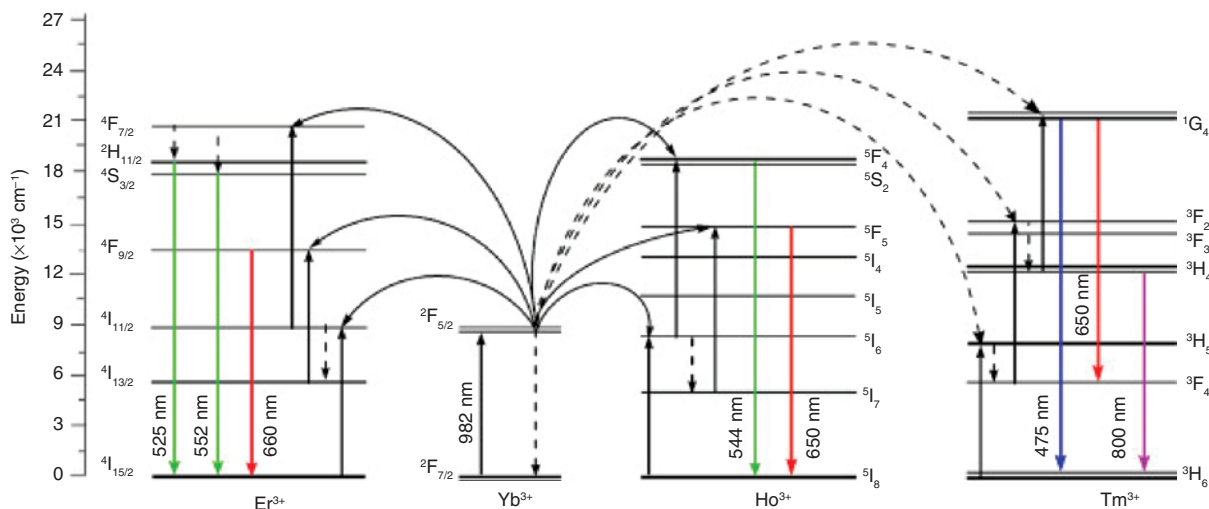 Energy (×10³ cm⁻¹)
27
24
21
18
15
12
9
6
3
0
⁴F₇/₂
²H₁₁/₂
⁴S₃/₂
⁴F₉/₂
⁴I₁₁/₂
⁴I₁₃/₂
⁴I₁₅/₂
525 nm
552 nm
660 nm
Er³⁺
²F₅/₂
982 nm
²F₇/₂
Yb³⁺
⁵F₄
⁵S₂
⁵F₅
⁵I₄
⁵I₅
⁵I₆
⁵I₇
⁵I₈
544 nm
650 nm
Ho³⁺
¹G₄
³F₂
³F₃
³H₄
³H₅
³F₄
³H₆
650 nm
475 nm
800 nm
Tm³⁺